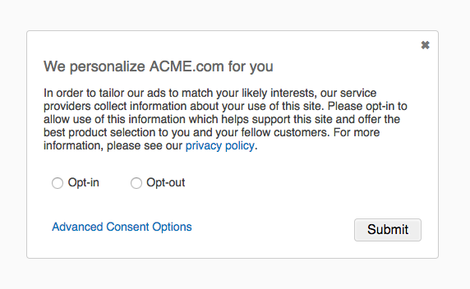 We personalize ACME.com for you
In order to tailor our ads to match your likely interests, our service
providers collect information about your use of this site. Please opt-in to
allow use of this information which helps support this site and offer the
best product selection to you and your fellow customers. For more
information, please see our privacy policy.
Opt-in Opt-out
Advanced Consent Options Submit